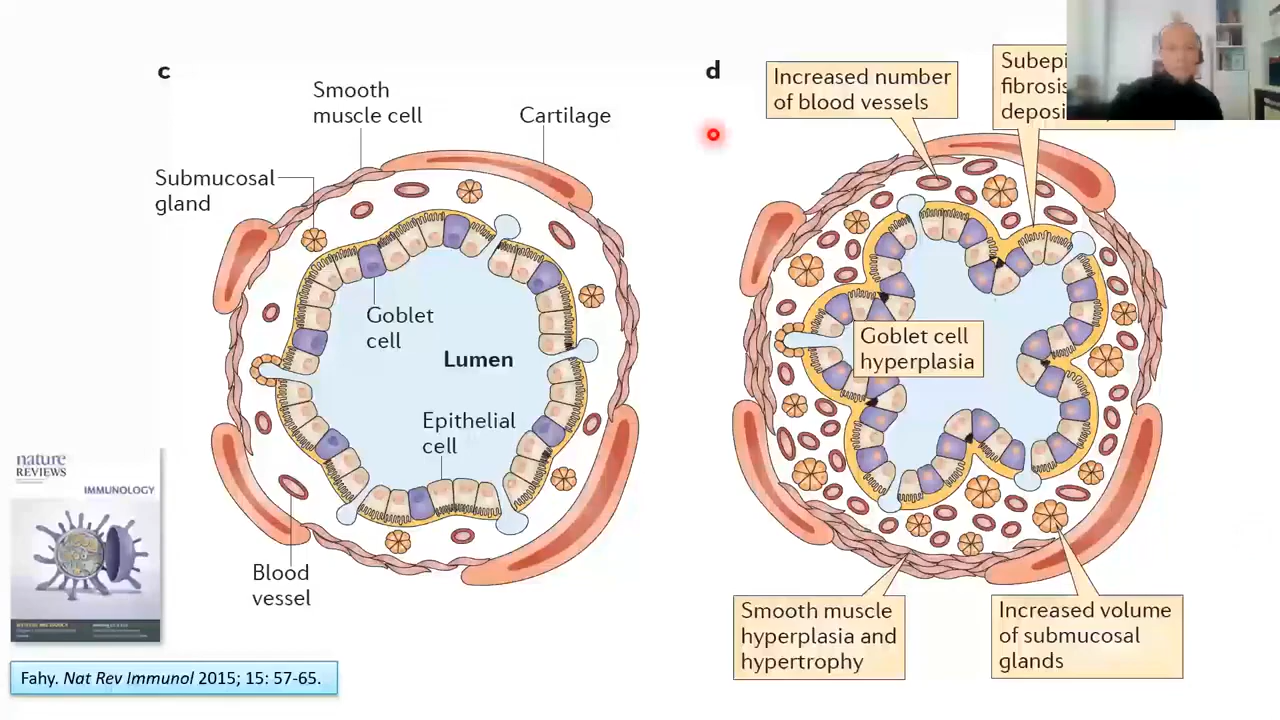 c
Smooth
muscle cell
Cartilage
Submucosal
gland
Goblet
cell
Lumen
Epithelial
cell
Blood
vessel
d
Increased number
of blood vessels
fibrosis
Goblet cell
hyperplasia
Smooth muscle
hyperplasia and
hypertrophy
Increased volume
of submucosal
glands
nature
REVIEWS
IMMUNOLOGY
Fahy. Nat Rev Immunol 2015; 15: 57-65.